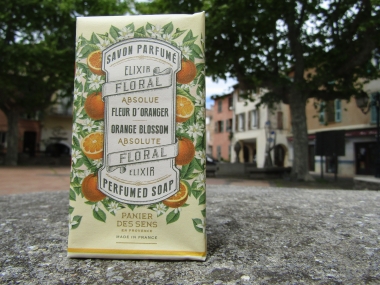 SAVON PARFUMÉ
ELIXIR
FLORAL
ABSOLUE
FLEUR D'ORANGER
ORANGE BLOSSOM
ABSOLUTE
FLORAL
ELIXIR
PERFUMED SOAP
PANIER
DES SENS
EN PROVENCE
MADE IN FRANCE